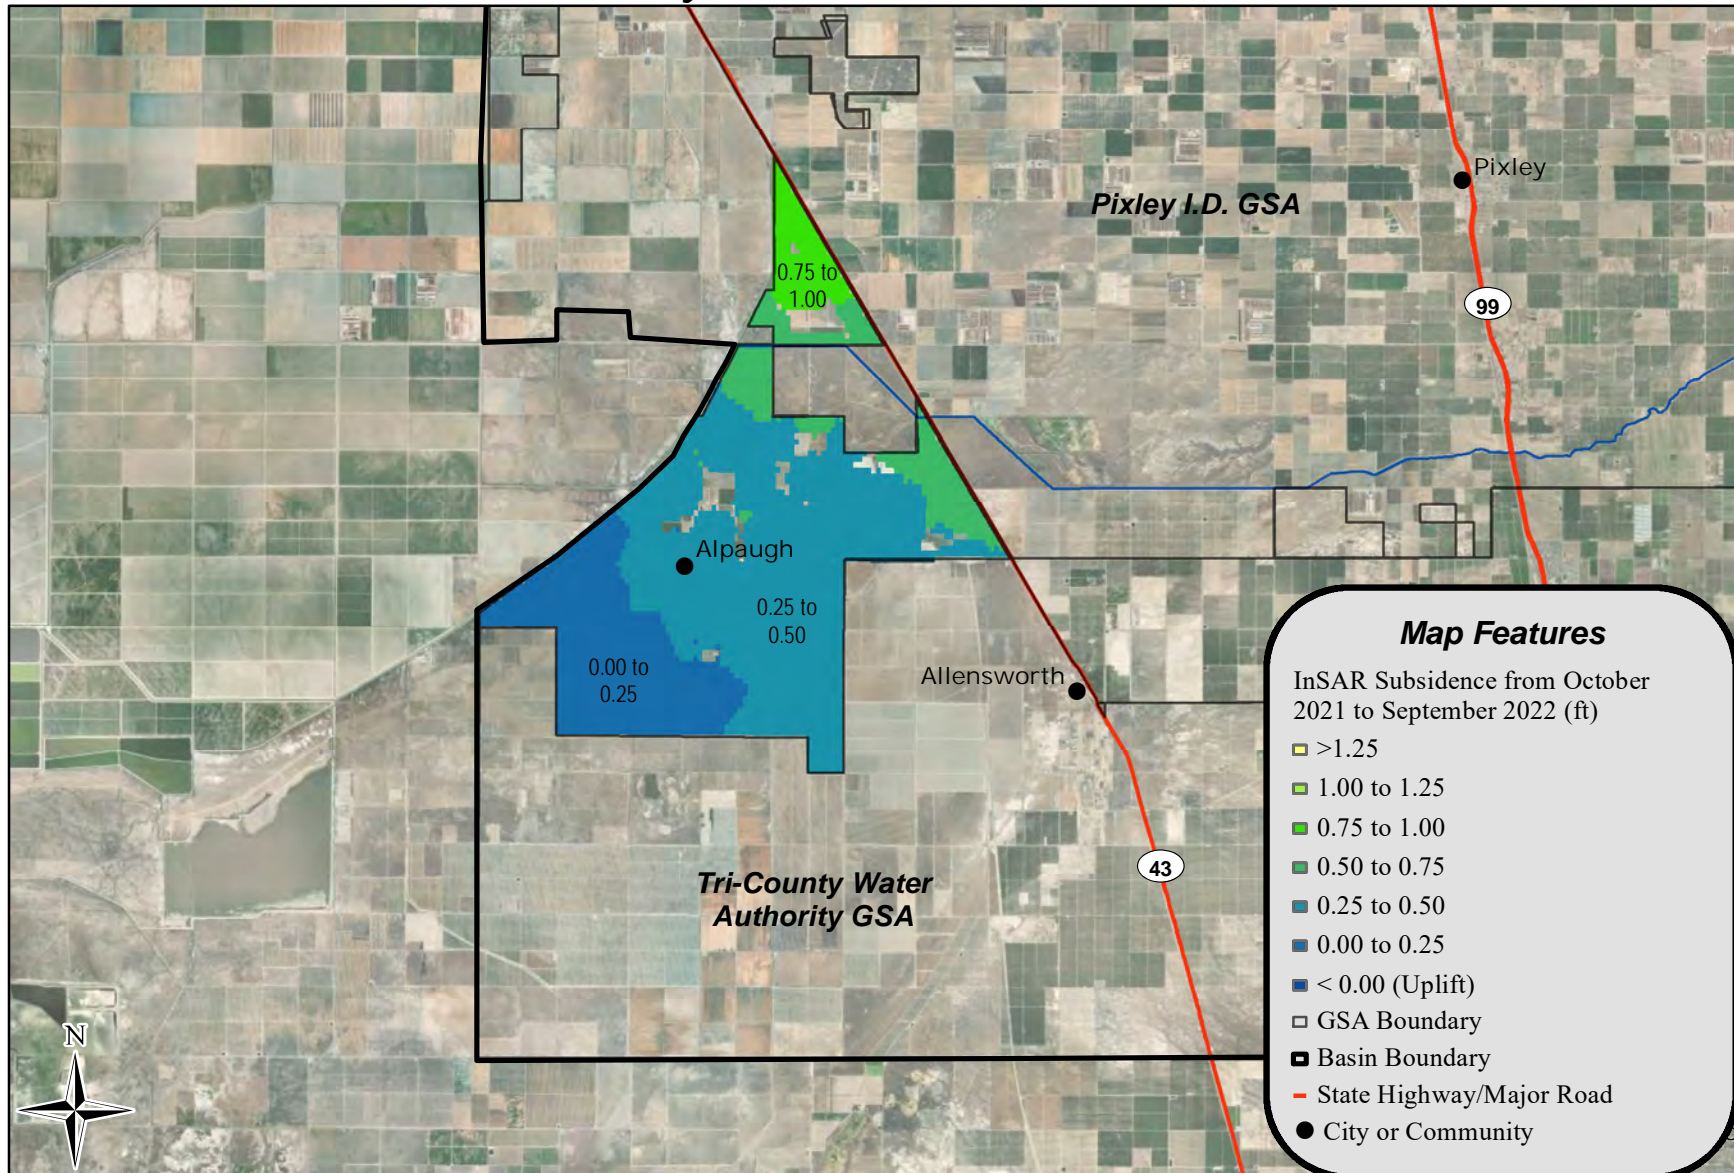 Pixley
Pixley I.D. GSA
0.75 to
1.00
99
Alpaugh
0.25 to
0.50
0.00 to
0.25
Allensworth
43
Tri-County Water
Authority GSA
N
Map Features
InSAR Subsidence from October
2021 to September 2022 (ft)
>1.25
1.00 to 1.25
0.75 to 1.00
0.50 to 0.75
0.25 to 0.50
0.00 to 0.25
< 0.00 (Uplift)
GSA Boundary
Basin Boundary
State Highway/Major Road
City or Community